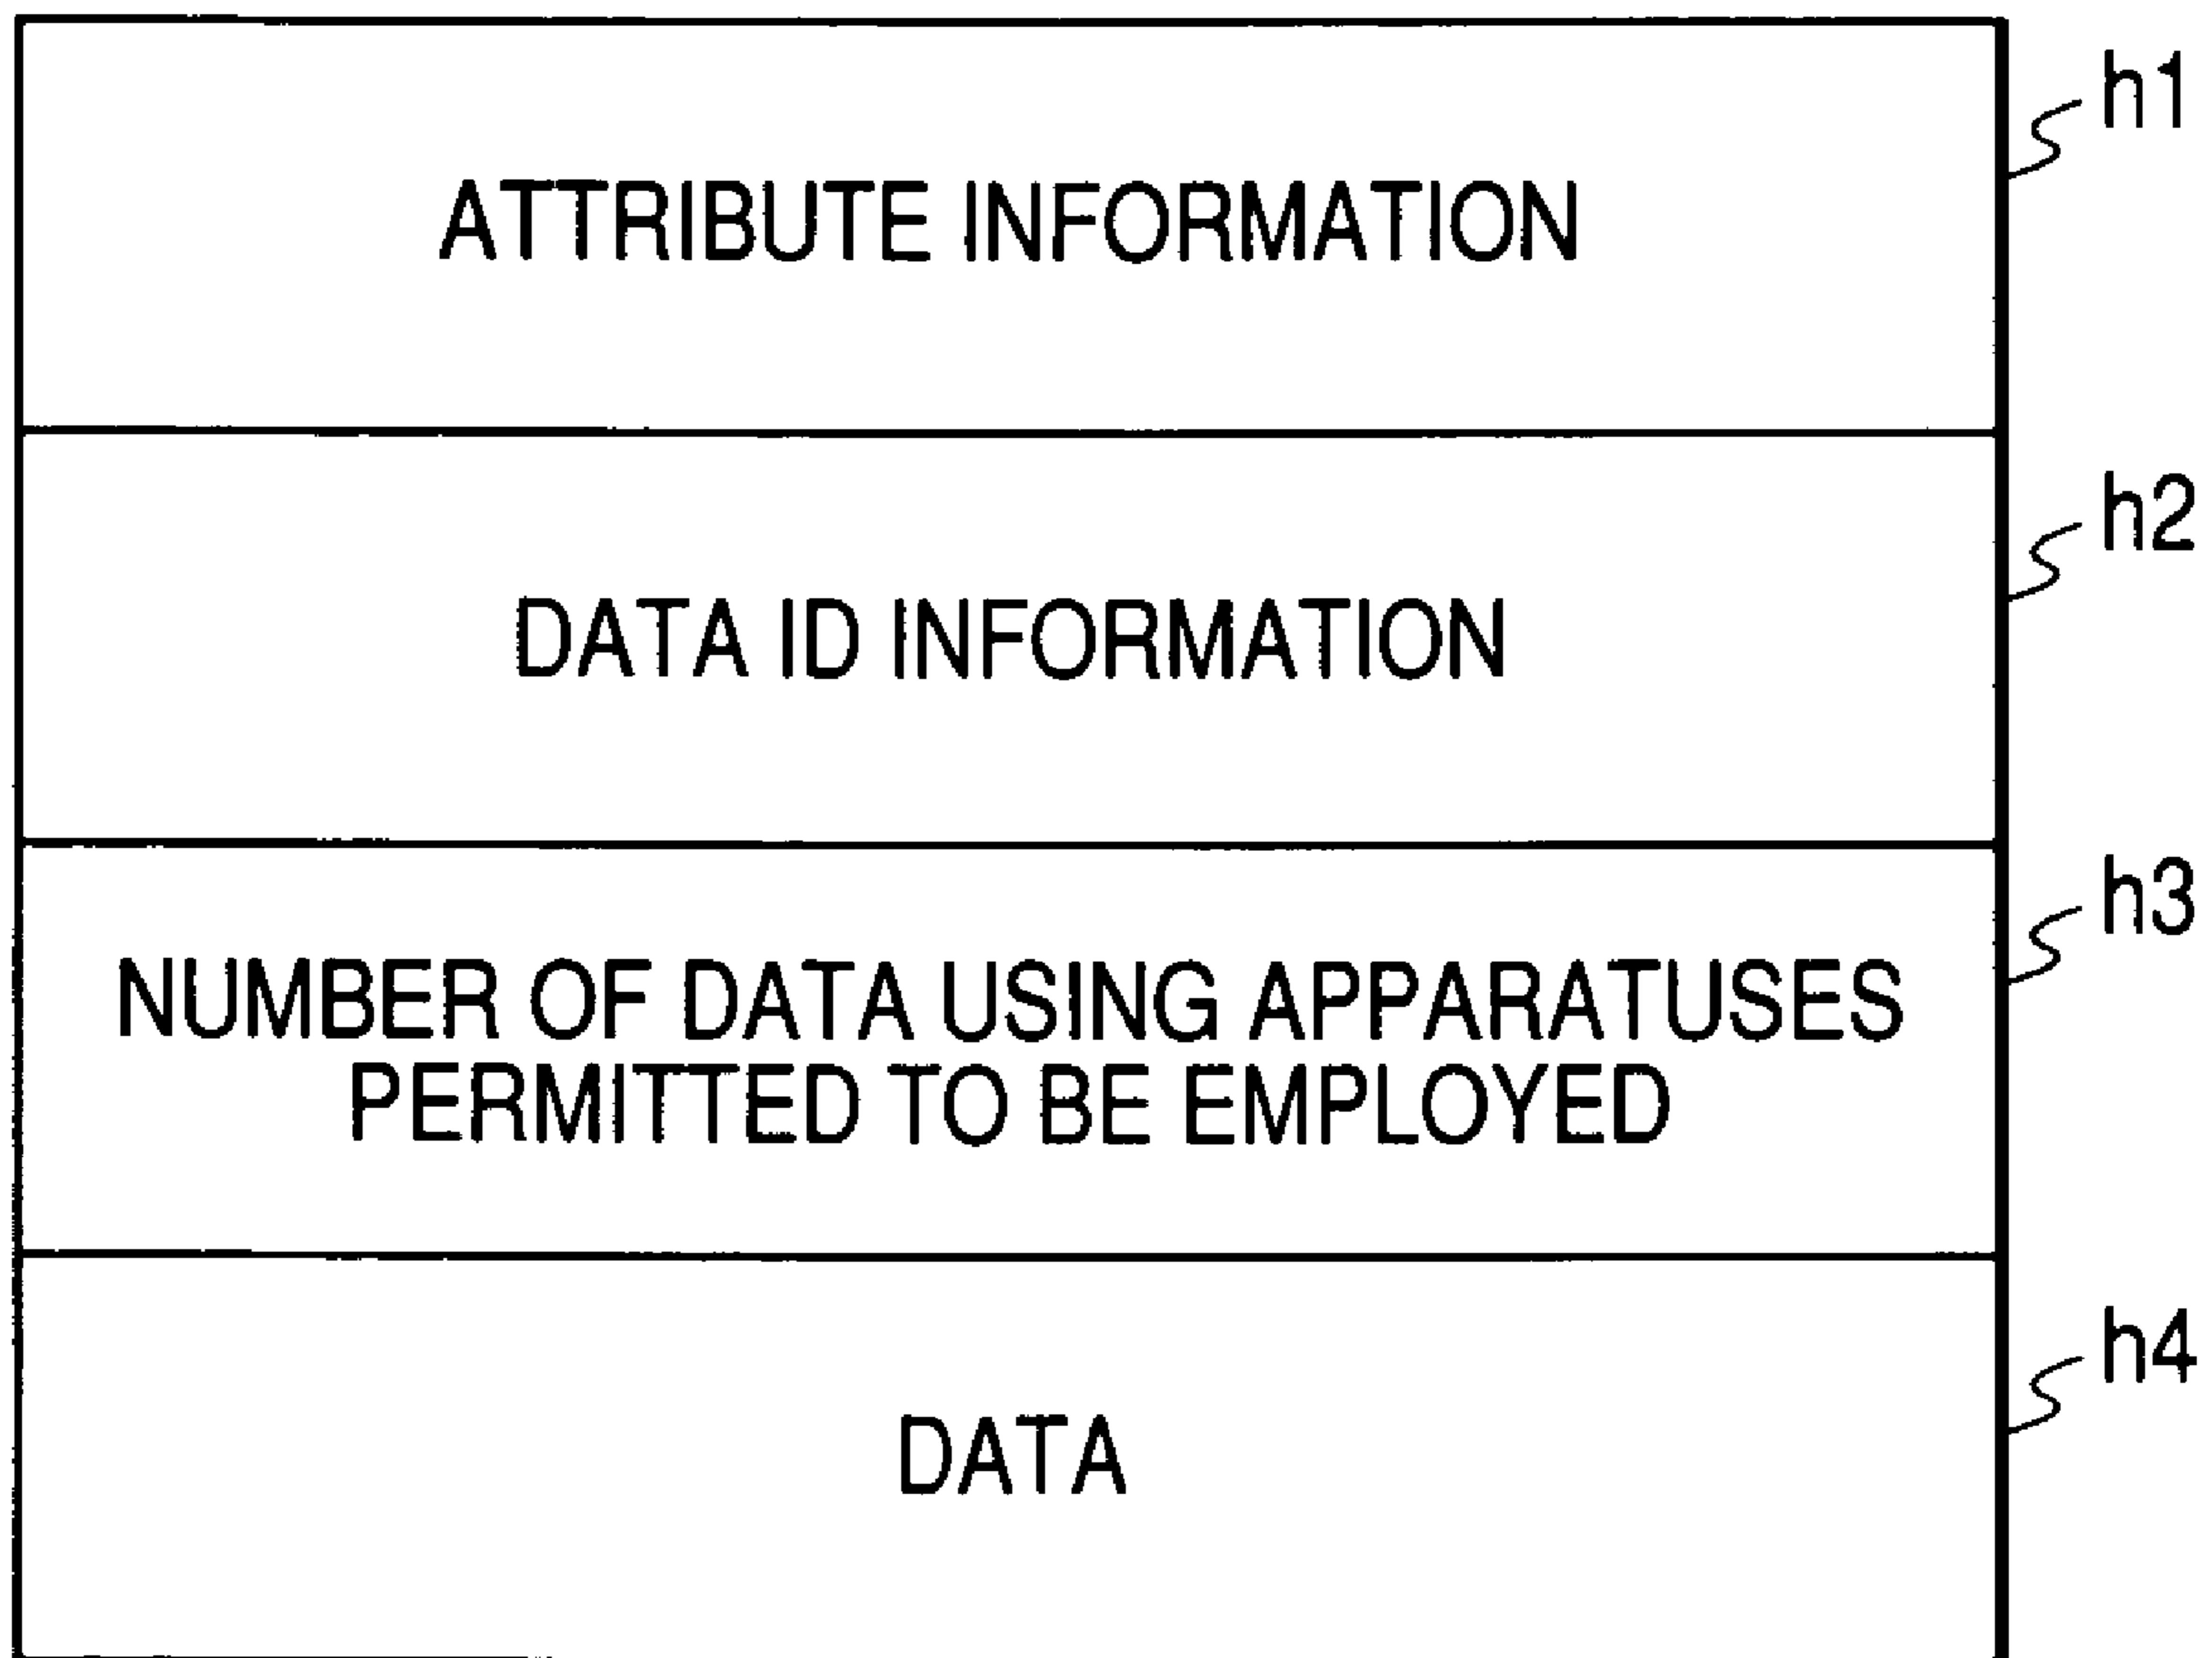 h1
ATTRIBUTE INFORMATION
h2
DATA ID INFORMATION
h3
NUMBER OF DATA USING APPARATUSES
PERMITTED TO BE EMPLOYED
h4
DATA